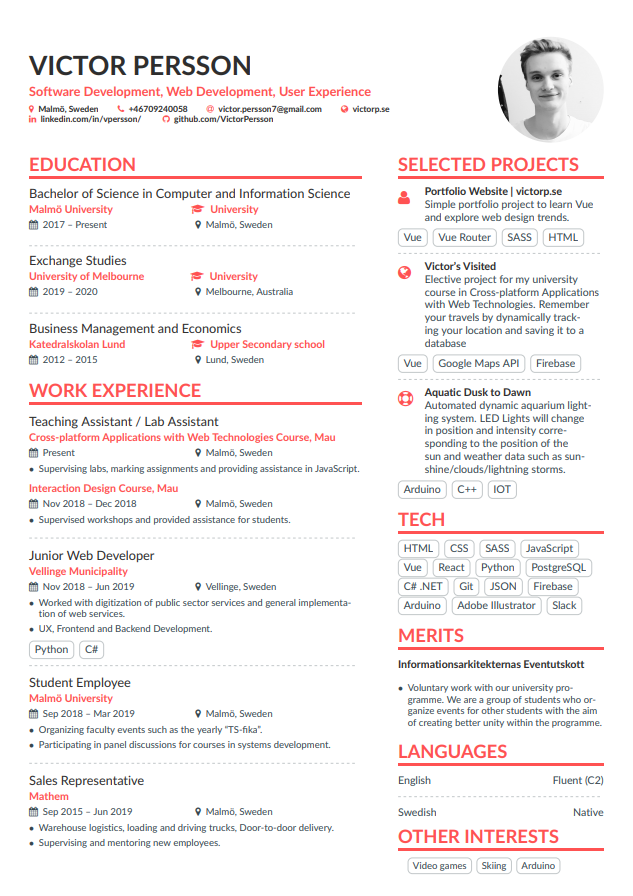 VICTOR PERSSON
Software Development, Web Development, User Experience
Malmö, Sweden +46709240058 victor.persson7@gmail.com victorp.se
linkedin.com/in/vpersson/ github.com/VictorPersson
EDUCATION
Bachelor of Science in Computer and Information Science
Malmö University University
2017 – Present Malmö, Sweden
Exchange Studies
University of Melbourne University
2019 – 2020 Melbourne, Australia
Business Management and Economics
Katedralskolan Lund Upper Secondary school
2012 – 2015 Lund, Sweden
WORK EXPERIENCE
Teaching Assistant / Lab Assistant
Cross-platform Applications with Web Technologies Course, Mau
Present Malmö, Sweden
• Supervising labs, marking assignments and providing assistance in JavaScript.
Interaction Design Course, Mau
Nov 2018 – Dec 2018 Malmö, Sweden
• Supervised workshops and provided assistance for students.
Junior Web Developer
Vellinge Municipality
Nov 2018 – Jun 2019 Vellinge, Sweden
• Worked with digitization of public sector services and general implementa-
tion of web services.
• UX, Frontend and Backend Development.
Python C#
Student Employee
Malmö University
Sep 2018 – Mar 2019 Malmö, Sweden
• Organizing faculty events such as the yearly "TS-fika".
• Participating in panel discussions for courses in systems development.
Sales Representative
Mathem
Sep 2015 – Jun 2019 Malmö, Sweden
• Warehouse logistics, loading and driving trucks, Door-to-door delivery.
• Supervising and mentoring new employees.
SELECTED PROJECTS
Portfolio Website | victorp.se
Simple portfolio project to learn Vue
and explore web design trends.
Vue Vue Router SASS HTML
Victor's Visited
Elective project for my university
course in Cross-platform Applications
with Web Technologies. Remember
your travels by dynamically track-
ing your location and saving it to a
database
Vue Google Maps API Firebase
Aquatic Dusk to Dawn
Automated dynamic aquarium light-
ing system. LED Lights will change
in position and intensity corre-
sponding to the position of the
sun and weather data such as sun-
shine/clouds/lightning storms.
Arduino C++ IOT
TECH
HTML CSS SASS JavaScript
Vue React Python PostgreSQL
C# .NET Git JSON Firebase
Arduino Adobe Illustrator Slack
MERITS
Informationsarkitekternas Eventutskott
• Voluntary work with our university pro-
gramme. We are a group of students who or-
ganize events for other students with the aim
of creating better unity within the programme.
LANGUAGES
English Fluent (C2)
Swedish Native
OTHER INTERESTS
Video games Skiing Arduino